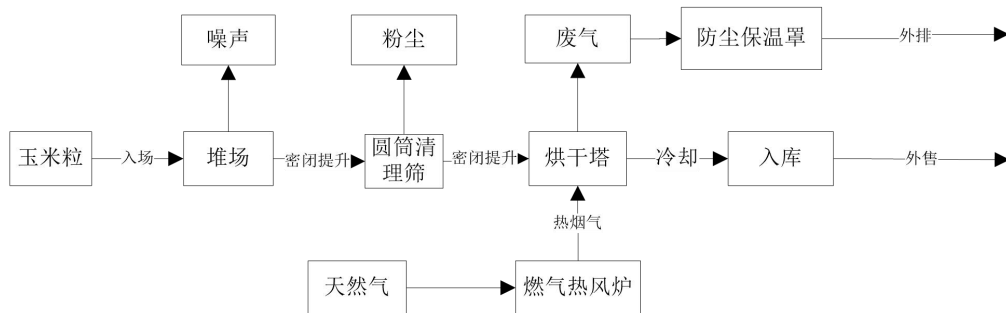 噪声
粉尘
废气
防尘保温罩
外排
玉米粒
入场
堆场
密闭提升
圆筒清
理筛
密闭提升
烘干塔
冷却
入库
外售
热烟气
天然气
燃气热风炉